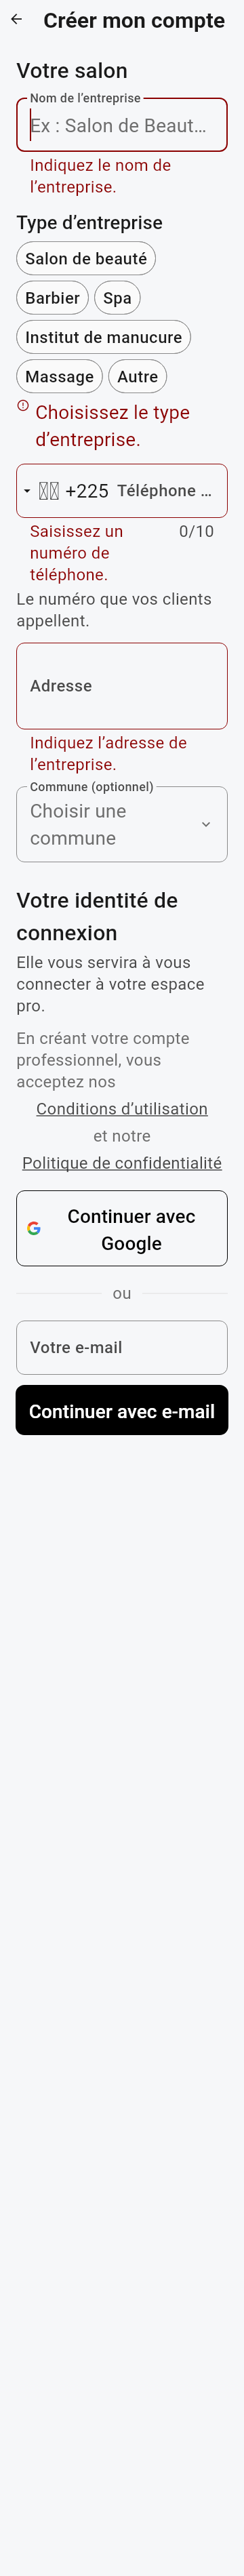 Créer mon compte
Votre salon
Nom de l’entreprise
Ex : Salon de Beaut…
Indiquez le nom de
l’entreprise.
Type d’entreprise
Salon de beauté
Barbier Spa
Institut de manucure
Massage Autre
Choisissez le type
d’entreprise.
+225 Téléphone …
Saisissez un 0/10
numéro de
téléphone.
Le numéro que vos clients
appellent.
Adresse
Indiquez l’adresse de
l’entreprise.
Commune (optionnel)
Choisir une
commune
Votre identité de
connexion
Elle vous servira à vous
connecter à votre espace
pro.
En créant votre compte
professionnel, vous
acceptez nos
Conditions d’utilisation
et notre
Politique de confidentialité
Continuer avec
Google
ou
Votre e-mail
Continuer avec e-mail